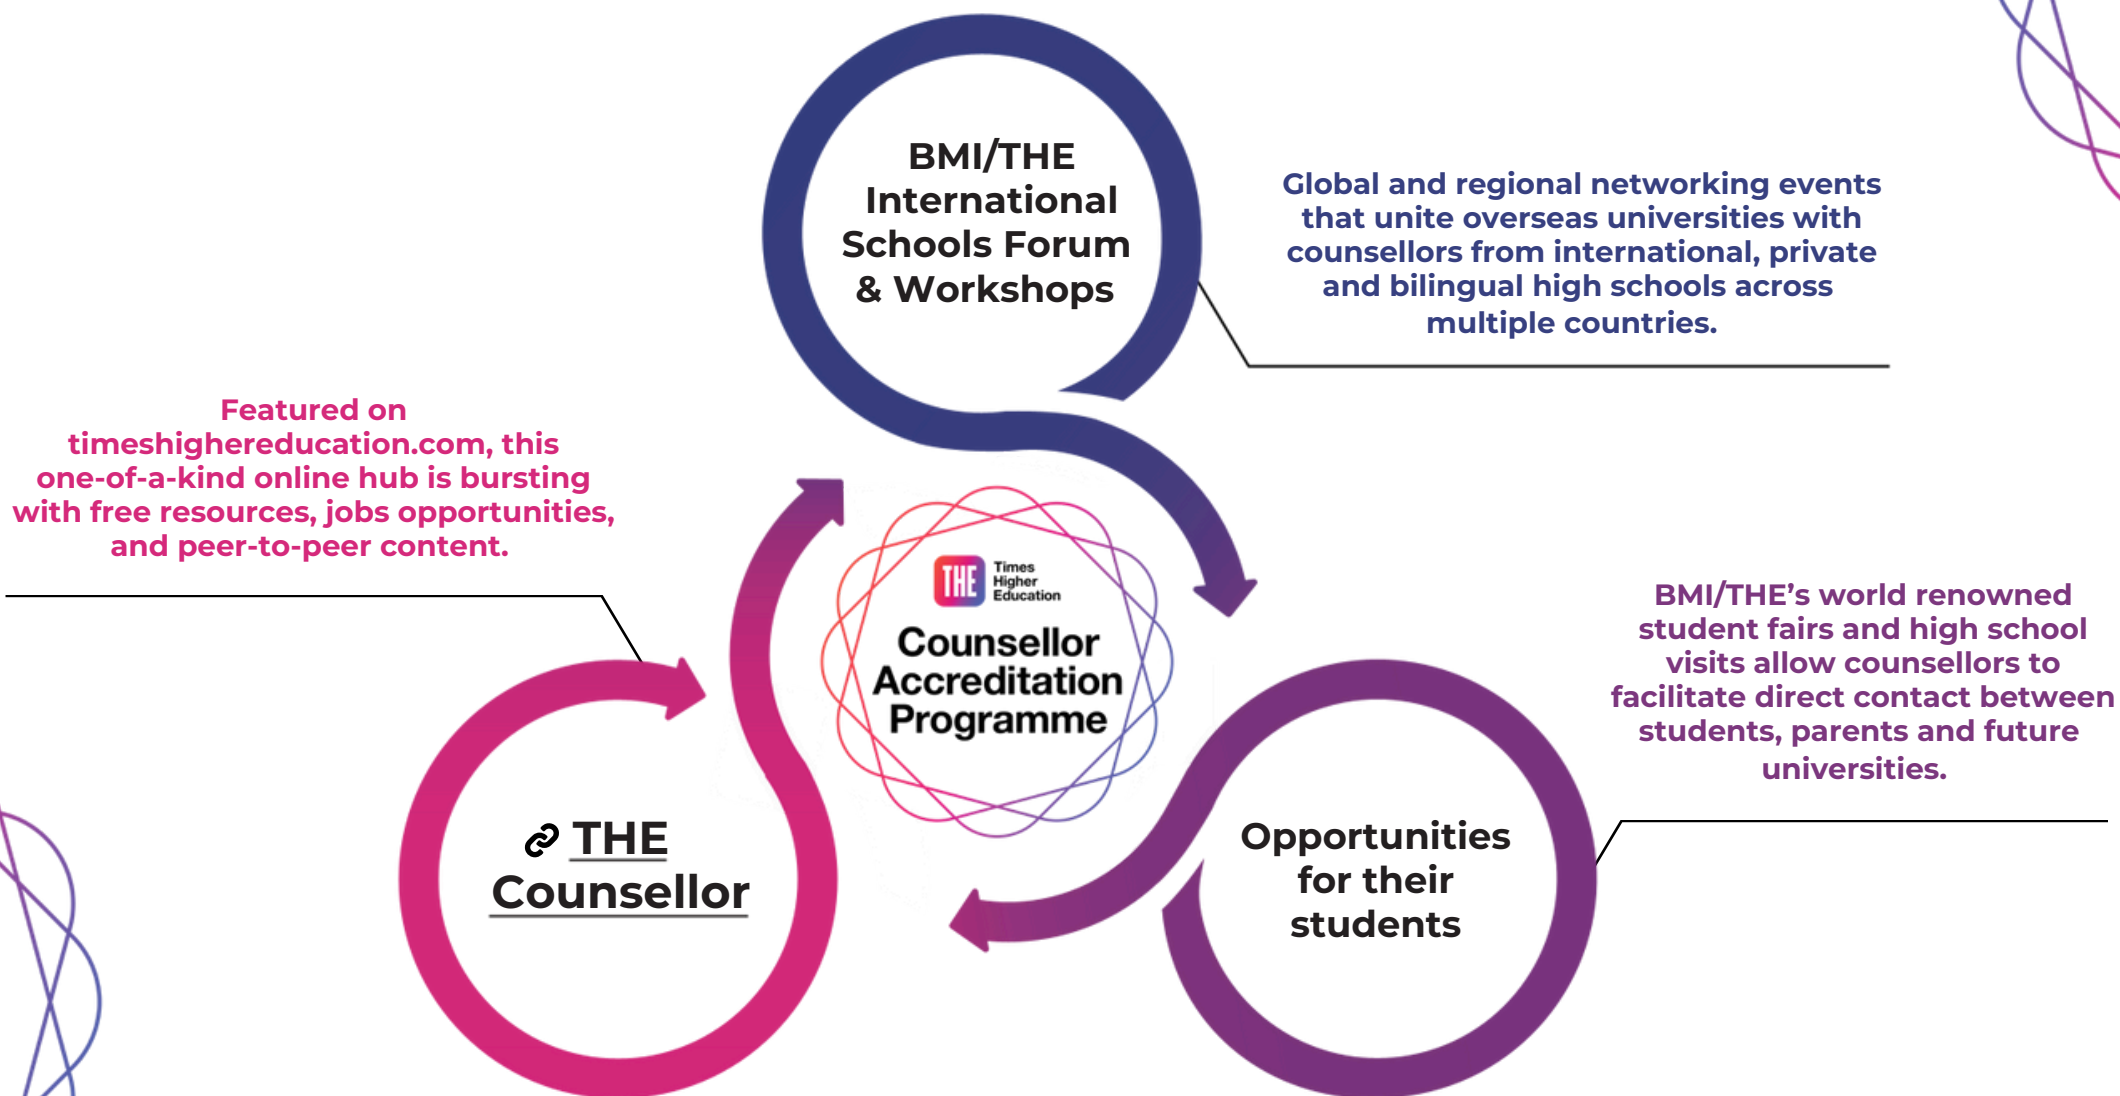 BMI/THE
International
Schools Forum
& Workshops
Global and regional networking events
that unite overseas universities with
counsellors from international, private
and bilingual high schools across
multiple countries.
Featured on
timeshighereducation.com, this
one-of-a-kind online hub is bursting
with free resources, jobs opportunities,
and peer-to-peer content.
THE
Times
Higher
Education
Counsellor
Accreditation
Programme
BMI/THE’s world renowned
student fairs and high school
visits allow counsellors to
facilitate direct contact between
students, parents and future
universities.
THE
Counsellor
Opportunities
for their
students